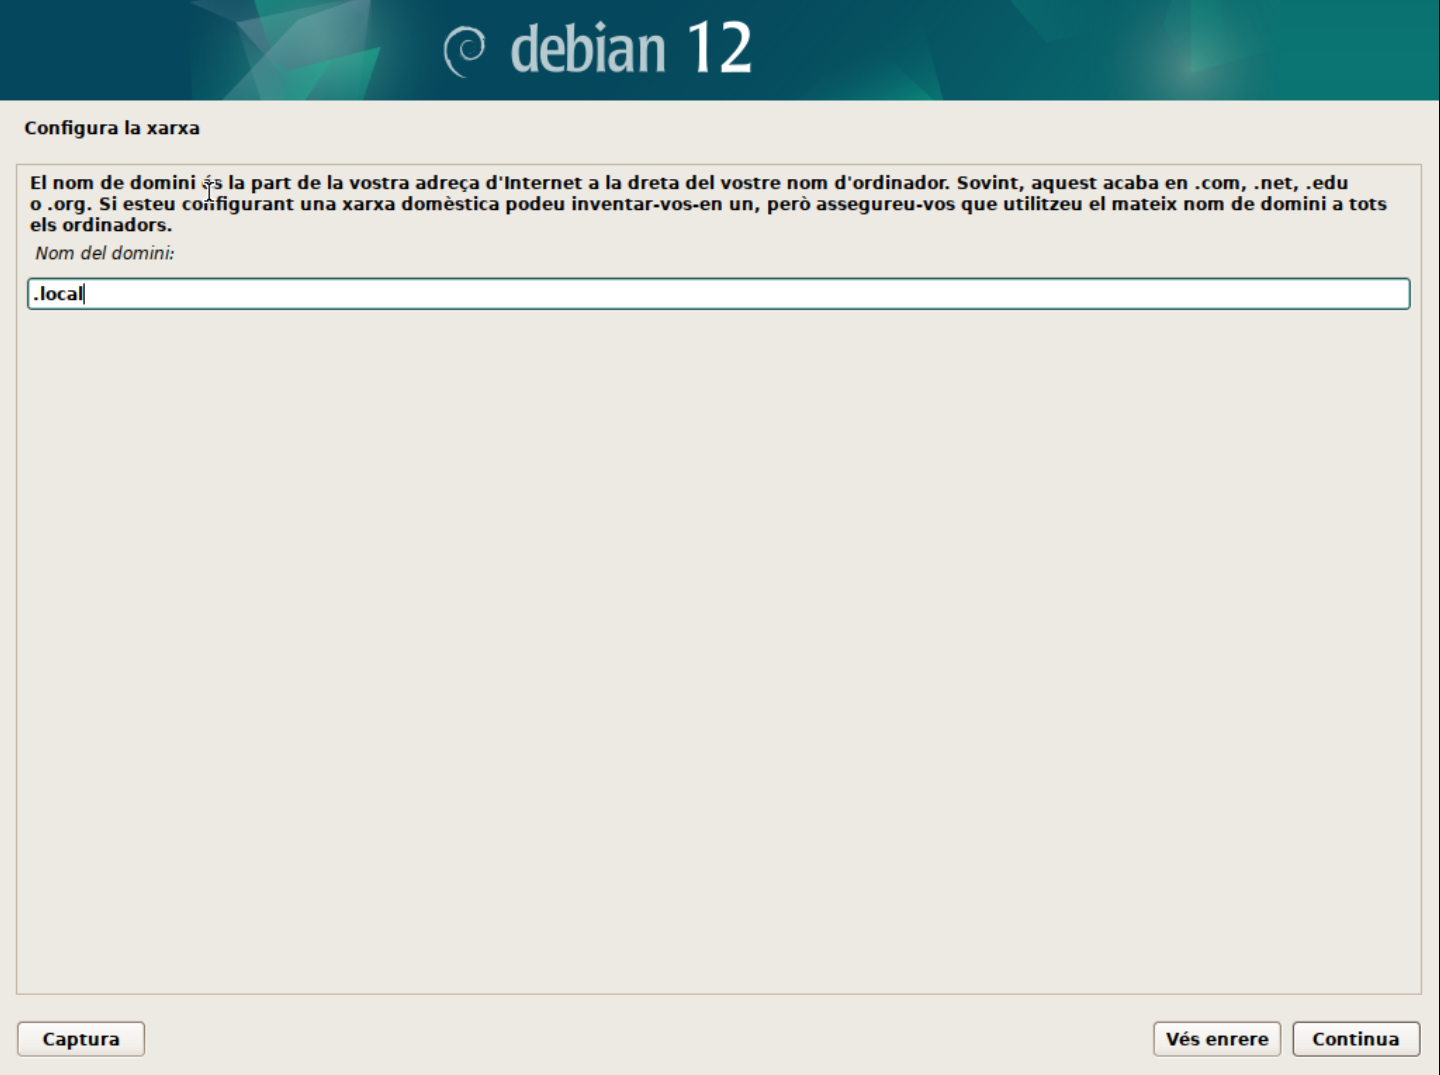 debian 12
Configura la xarxa
El nom de domini és la part de la vostra adreça d'Internet a la dreta del vostre nom d'ordinador. Sovint, aquest acaba en .com, .net, .edu
o .org. Si esteu configurant una xarxa domèstica podeu inventar-vos-en un, però assegureu-vos que utilitzeu el mateix nom de domini a tots
els ordinadors.
Nom del domini:
.local
Captura
Vés enrere
Continua